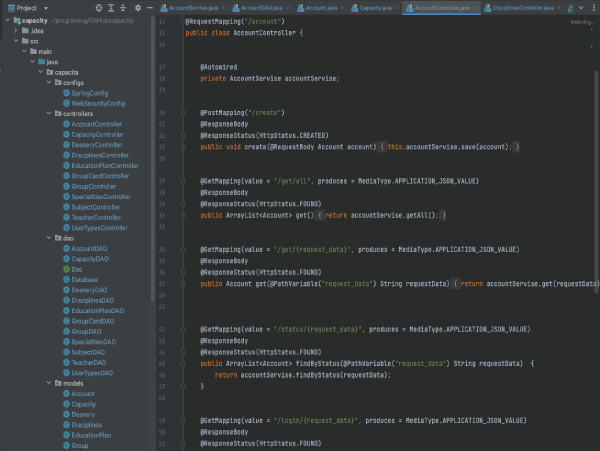 Project
AccountServise.java AccountDAO.java Account.java Capacity.java AccountController.java DisciplinesController.java
Indexing...
capacity ~/programing/GitHub/capacity
.idea
src
main
java
capacita
configs
SpringConfig
WebSecurityConfig
controllers
AccountController
CapacityController
DeaneryController
DisciplinesController
EducationPlanController
GroupCardController
GroupController
SpecialitiesController
SubjectController
TeacherController
UserTypesController
dao
AccountDAO
CapacityDAO
Dao
Database
DeaneryDAO
DisciplinesDAO
EducationPlanDAO
GroupCardDAO
GroupDAO
SpecialitiesDAO
SubjectDAO
TeacherDAO
UserTypesDAO
models
Account
Capacity
Deanery
Disciplines
EducationPlan
Group
14 @RequestMapping("/account")
15 public class AccountController {
16
17 @Autowired
18 private AccountServise accountServise;
19
20 @PostMapping("/create")
21 @ResponseBody
22 @ResponseStatus(HttpStatus.CREATED)
23 public void create(@RequestBody Account account) { this.accountServise.save(account); }
26
27 @GetMapping(value = "/get/all", produces = MediaType.APPLICATION_JSON_VALUE)
28 @ResponseBody
29 @ResponseStatus(HttpStatus.FOUND)
30 public ArrayList<Account> get() { return accountServise.getAll(); }
33
34 @GetMapping(value = "/get/{request_data}", produces = MediaType.APPLICATION_JSON_VALUE)
35 @ResponseBody
36 @ResponseStatus(HttpStatus.FOUND)
37 public Account get(@PathVariable("request_data") String requestData) { return accountServise.get(requestData)
40
41
42 @GetMapping(value = "/status/{request_data}", produces = MediaType.APPLICATION_JSON_VALUE)
43 @ResponseBody
44 @ResponseStatus(HttpStatus.FOUND)
45 public ArrayList<Account> findByStatus(@PathVariable("request_data") String requestData) {
46 return accountServise.findByStatus(requestData);
47 }
48
49 @GetMapping(value = "/login/{request_data}", produces = MediaType.APPLICATION_JSON_VALUE)
50 @ResponseBody
51 @ResponseStatus(HttpStatus.FOUND)